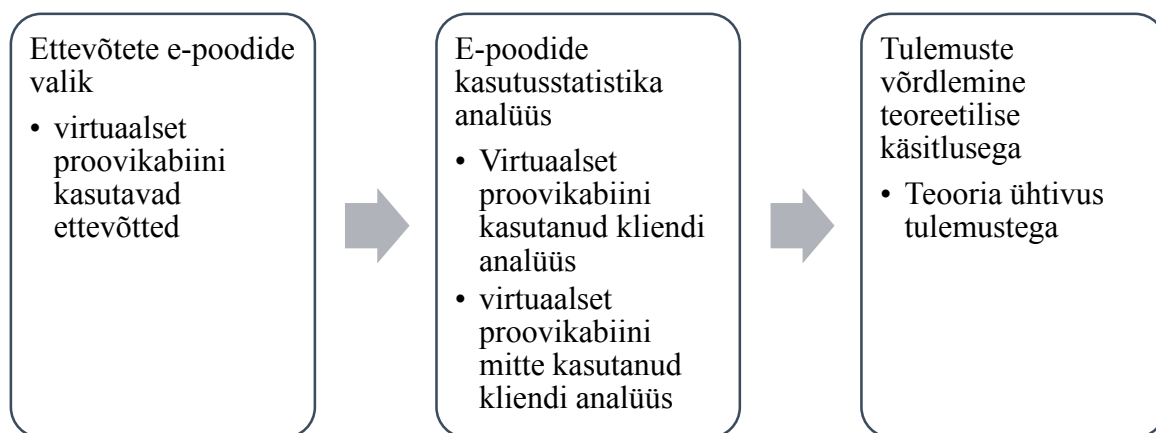 Ettevõtete e-poodide
valik
• virtuaalset
proovikabiini
kasutavad
ettevõtted
E-poodide
kasutusstatistika
analüüs
• Virtuaalset
proovikabiini
kasutanud kliendi
analüüs
• virtuaalset
proovikabiini
mitte kasutanud
kliendi analüüs
Tulemuste
võrdlemine
teoreetilise
käsitlusega
• Teooria ühtivus
tulemustega